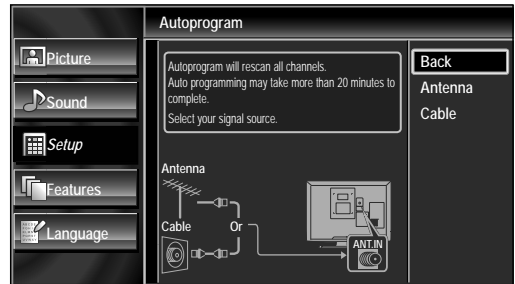 Autoprogram
Picture
Sound
Setup
Features
Language
Autoprogram will rescan all channels.
Auto programming may take more than 20 minutes to
complete.
Select your signal source.
Antenna
Cable
Or
ANT.IN
Back
Antenna
Cable